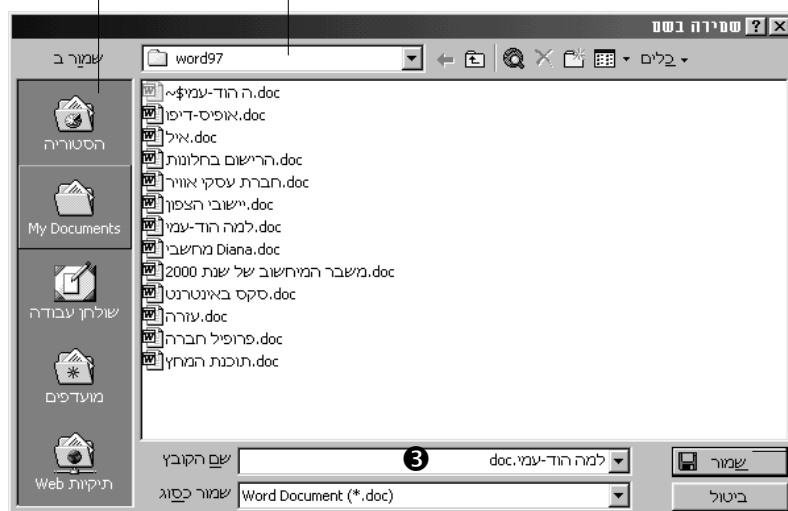 שמירה בשם
שמור ב
word97
כלים
הסטוריה
My Documents
שולחן עבודה
מועדפים
תיקיות Web
~$ה הוד-עמי.doc
אופיס-דיפו.doc
איל.doc
הרישום בחלונות.doc
חברת עסקי אוויר.doc
יישובי הצפון.doc
למה הוד-עמי.doc
מחשבי Diana.doc
משבר המיחשוב של שנת 2000.doc
סקס באינטרנט.doc
עזרה.doc
פרופיל חברה.doc
תוכנת המחץ.doc
שם הקובץ
❸
למה הוד-עמי.doc
שמור
שמור כסוג
Word Document (*.doc)
ביטול